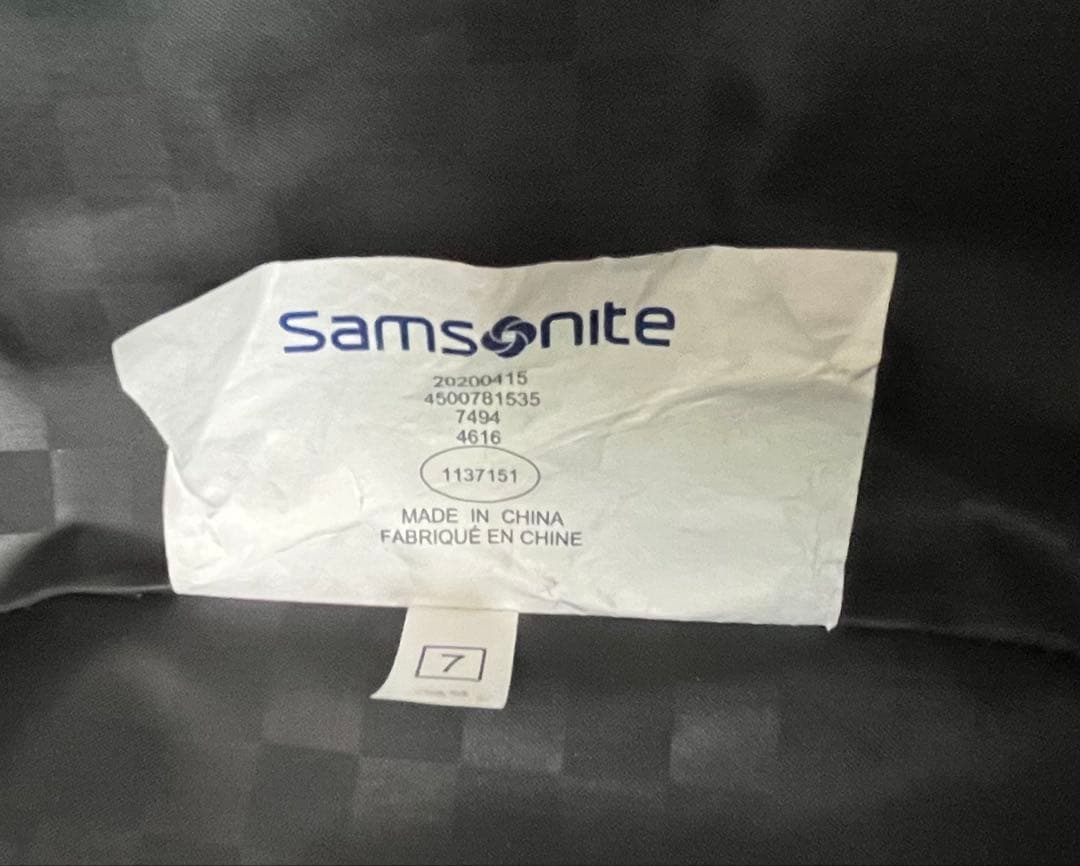 Samsonite
20200415
4500781535
7494
4616
1137151
MADE IN CHINA
FABRIQUÉ EN CHINE
7